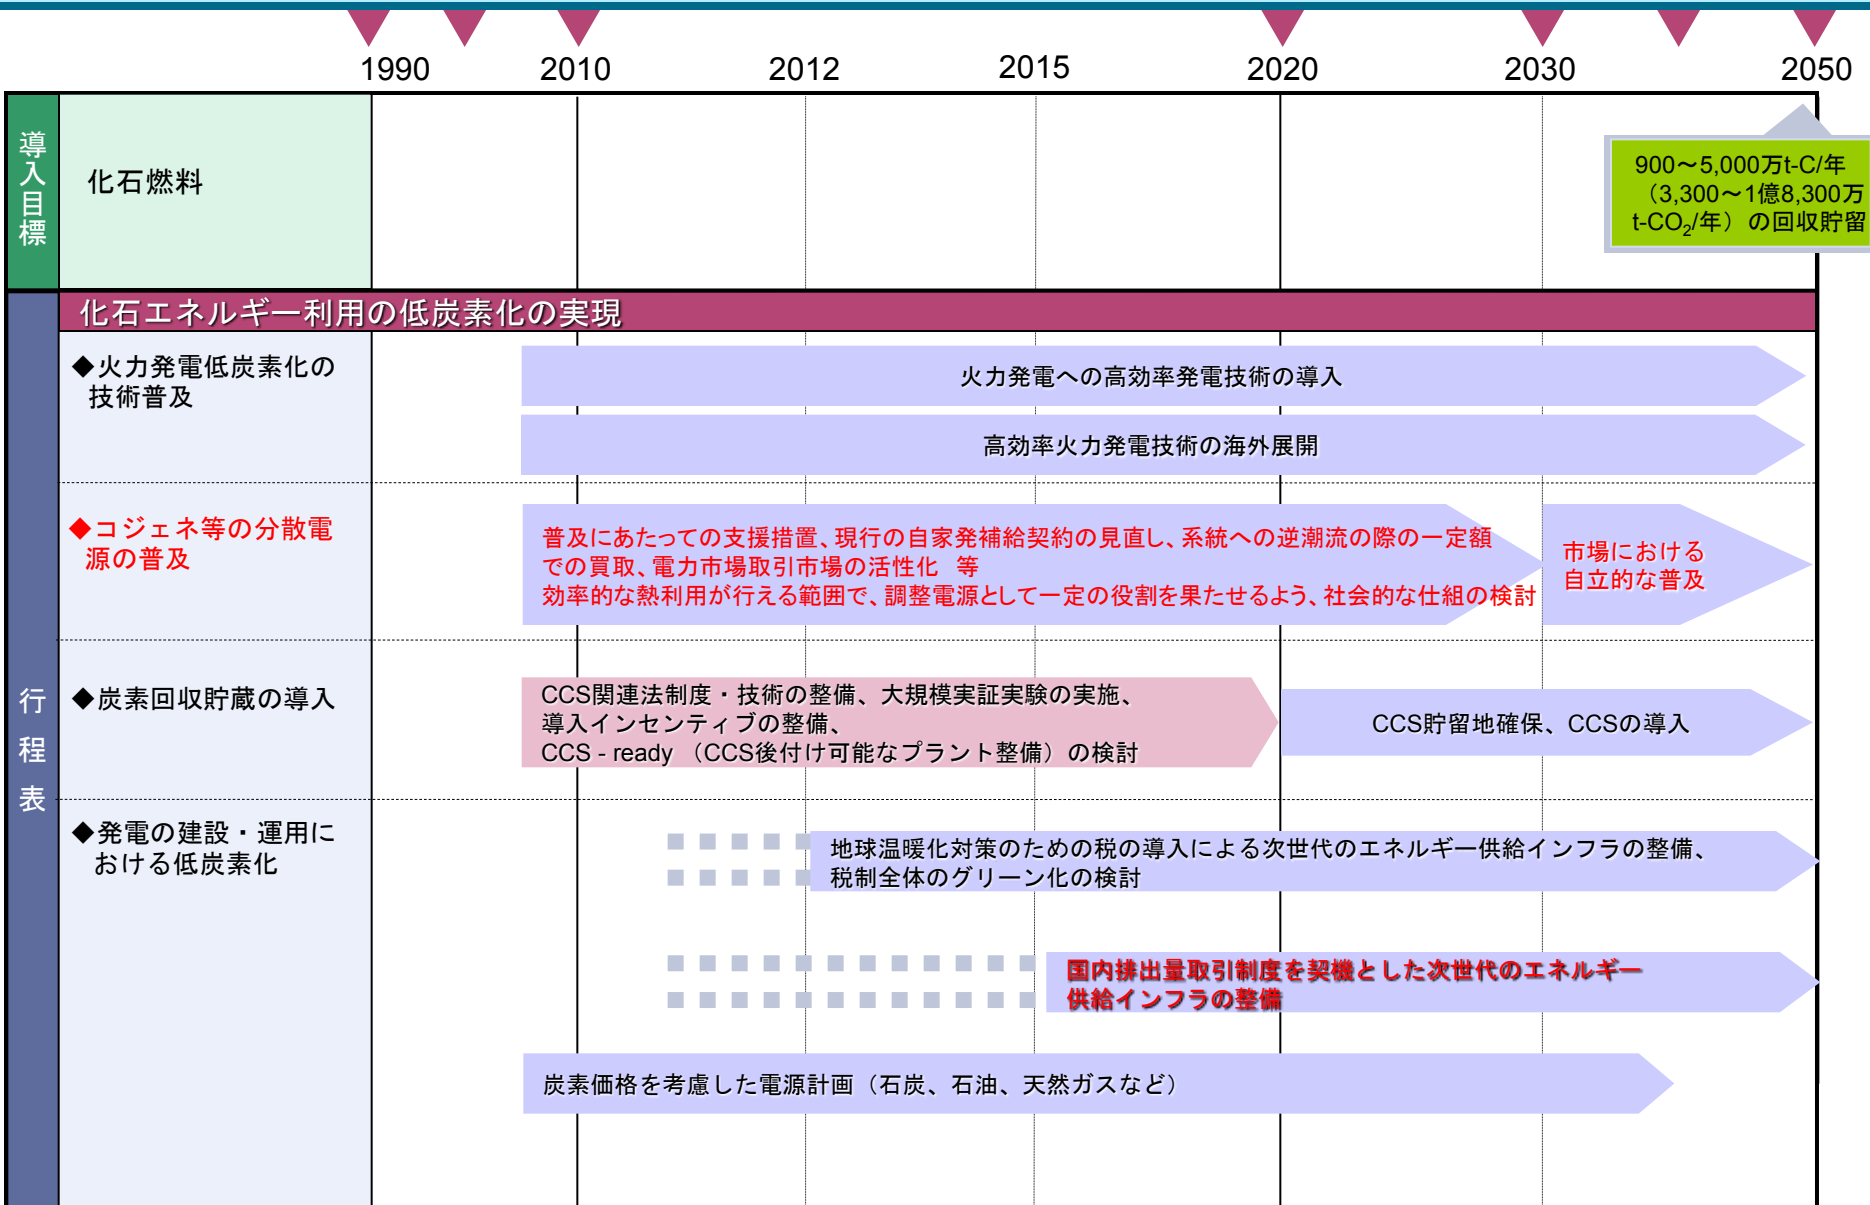 1990 2010 2012 2015 2020 2030 2050
導入目標
化石燃料
900～5,000万t-C/年
（3,300～1億8,300万
t-CO₂/年）の回収貯留
行程表
化石エネルギー利用の低炭素化の実現
◆火力発電低炭素化の
技術普及
火力発電への高効率発電技術の導入
高効率火力発電技術の海外展開
◆コジェネ等の分散電
源の普及
普及にあたっての支援措置、現行の自家発補給契約の見直し、系統への逆潮流の際の一定額
での買取、電力市場取引市場の活性化 等
効率的な熱利用が行える範囲で、調整電源として一定の役割を果たせるよう、社会的な仕組の検討
市場における
自立的な普及
◆炭素回収貯蔵の導入
CCS関連法制度・技術の整備、大規模実証実験の実施、
導入インセンティブの整備、
CCS - ready （CCS後付け可能なプラント整備）の検討
CCS貯留地確保、CCSの導入
◆発電の建設・運用に
おける低炭素化
地球温暖化対策のための税の導入による次世代のエネルギー供給インフラの整備、
税制全体のグリーン化の検討
国内排出量取引制度を契機とした次世代のエネルギー
供給インフラの整備
炭素価格を考慮した電源計画（石炭、石油、天然ガスなど）